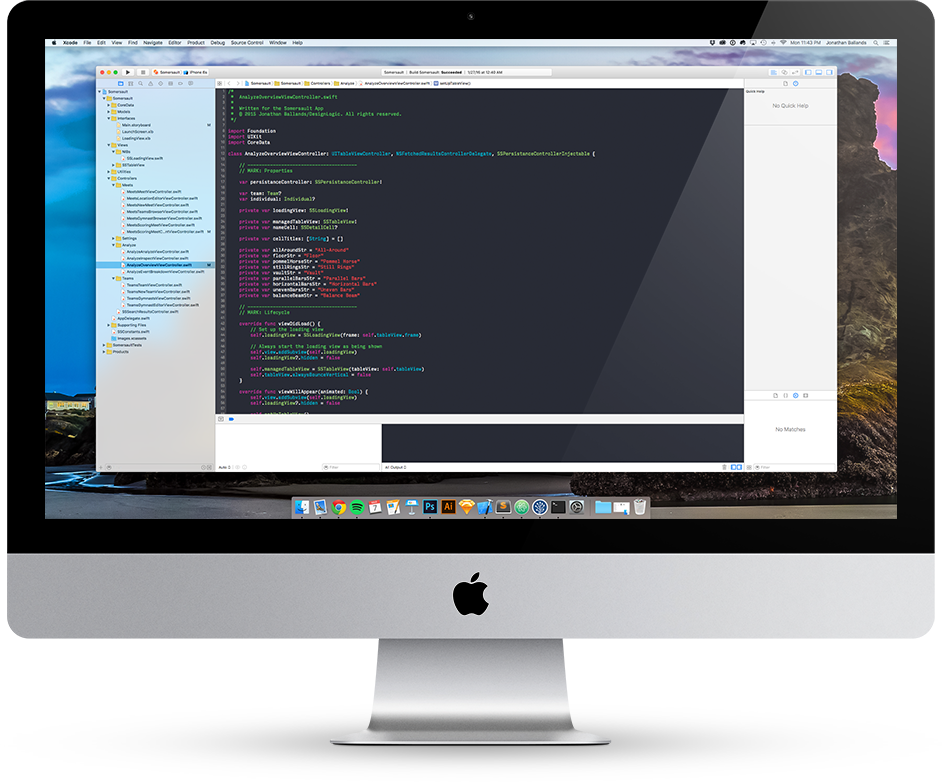 Xcode File Edit View Find Navigate Editor Product Debug Source Control Window Help
Mon 11:43 PM Jonathan Ballands
Somersault iPhone 6s
Somersault | Build Somersault Succeeded | 1/27/16 at 12:40 AM
Somersault Somersault Controllers Analyze AnalyzeOverviewViewController.swift setUpTableView()
Somersault
Somersault
CoreData
Models
Interfaces
Main.storyboard M
LaunchScreen.xib
LoadingView.xib
Views
NIBs
SSLoadingView.swift
SSTableView
Utilities
Controllers
Meets
MeetsMeetViewController.swift
MeetsLocationEditorViewController.swift
MeetsNewMeetViewController.swift
MeetsTeamsBrowserViewController.swift
MeetsGymnastBrowserViewController.swift
MeetsScoringMeetViewController.swift
MeetsScoringMeetC...nViewController.swift M
Settings
Analyze
AnalyzeAnalyzeViewController.swift
AnalyzeInspectViewController.swift
AnalyzeOverviewViewController.swift M
AnalyzeEventBreakdownViewController.swift
Teams
TeamsTeamViewController.swift
TeamsNewTeamViewController.swift
TeamsGymnastsViewController.swift
TeamsGymnastEditorViewController.swift
SSSearchResultsController.swift
AppDelegate.swift
Supporting Files
SSConstants.swift
Images.xcassets
SomersaultTests
Products
/*
* AnalyzeOverviewViewController.swift
*
* Written for the Somersault App
* © 2015 Jonathan Ballands/DesignLogic. All rights reserved.
*/
import Foundation
import UIKit
import CoreData
class AnalyzeOverviewViewController: UITableViewController, NSFetchedResultsControllerDelegate, SSPersistanceControllerInjectable {
// MARK: Properties
var persistanceController: SSPersistanceController!
var team: Team?
var individual: Individual?
private var loadingView: SSLoadingView!
private var managedTableView: SSTableView!
private var nameCell: SSDetailCell?
private var cellTitles: [String] = []
private var allAroundStr = "All-Around"
private var floorStr = "Floor"
private var pommelHorseStr = "Pommel Horse"
private var stillRingsStr = "Still Rings"
private var vaultStr = "Vault"
private var parallelBarsStr = "Parallel Bars"
private var horizontalBarsStr = "Horizontal Bars"
private var unevenBarsStr = "Uneven Bars"
private var balanceBeamStr = "Balance Beam"
// MARK: Lifecycle
override func viewDidLoad() {
// Set up the loading view
self.loadingView = SSLoadingView(frame: self.tableView.frame)
// Always start the loading view as being shown
self.view.addSubview(self.loadingView)
self.loadingView?.hidden = false
self.managedTableView = SSTableView(tableView: self.tableView)
self.tableView.alwaysBounceVertical = false
}
override func viewWillAppear(animated: Bool) {
self.view.addSubview(self.loadingView)
self.loadingView?.hidden = false
Quick Help
No Quick Help
No Matches
Auto
Filter
All Output
Filter
7
Ps
Ai
S